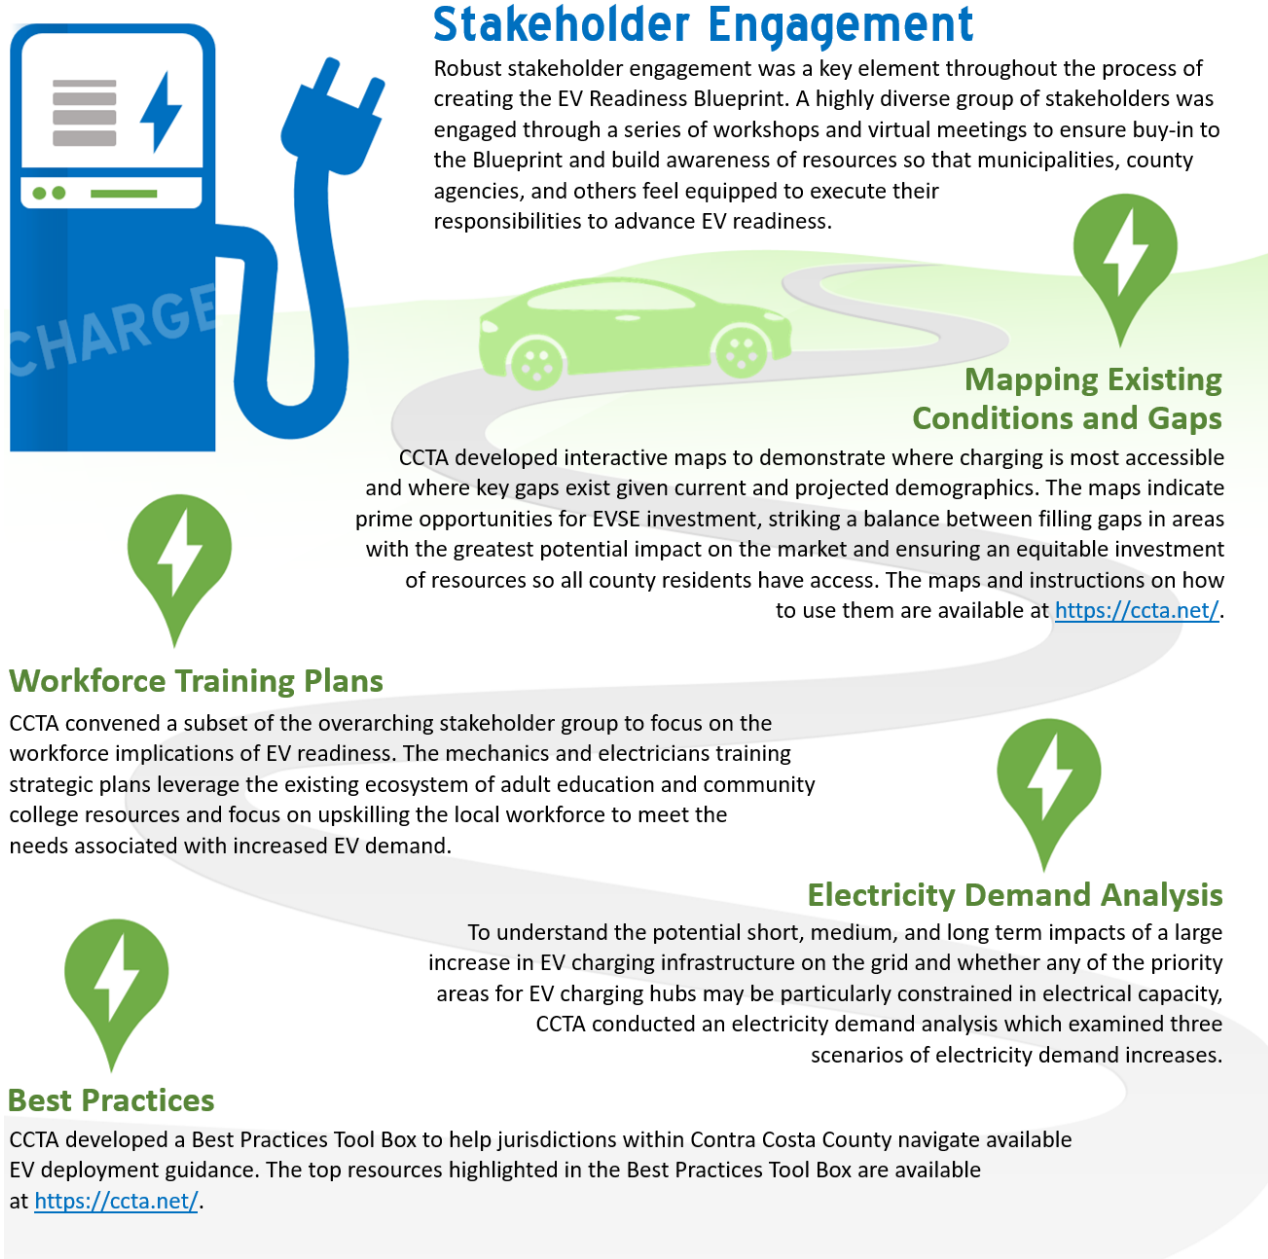 Stakeholder Engagement
Robust stakeholder engagement was a key element throughout the process of
creating the EV Readiness Blueprint. A highly diverse group of stakeholders was
engaged through a series of workshops and virtual meetings to ensure buy-in to
the Blueprint and build awareness of resources so that municipalities, county
agencies, and others feel equipped to execute their
responsibilities to advance EV readiness.
CHARGE
Mapping Existing
Conditions and Gaps
CCTA developed interactive maps to demonstrate where charging is most accessible
and where key gaps exist given current and projected demographics. The maps indicate
prime opportunities for EVSE investment, striking a balance between filling gaps in areas
with the greatest potential impact on the market and ensuring an equitable investment
of resources so all county residents have access. The maps and instructions on how
to use them are available at https://ccta.net/.
Workforce Training Plans
CCTA convened a subset of the overarching stakeholder group to focus on the
workforce implications of EV readiness. The mechanics and electricians training
strategic plans leverage the existing ecosystem of adult education and community
college resources and focus on upskilling the local workforce to meet the
needs associated with increased EV demand.
Electricity Demand Analysis
To understand the potential short, medium, and long term impacts of a large
increase in EV charging infrastructure on the grid and whether any of the priority
areas for EV charging hubs may be particularly constrained in electrical capacity,
CCTA conducted an electricity demand analysis which examined three
scenarios of electricity demand increases.
Best Practices
CCTA developed a Best Practices Tool Box to help jurisdictions within Contra Costa County navigate available
EV deployment guidance. The top resources highlighted in the Best Practices Tool Box are available
at https://ccta.net/.